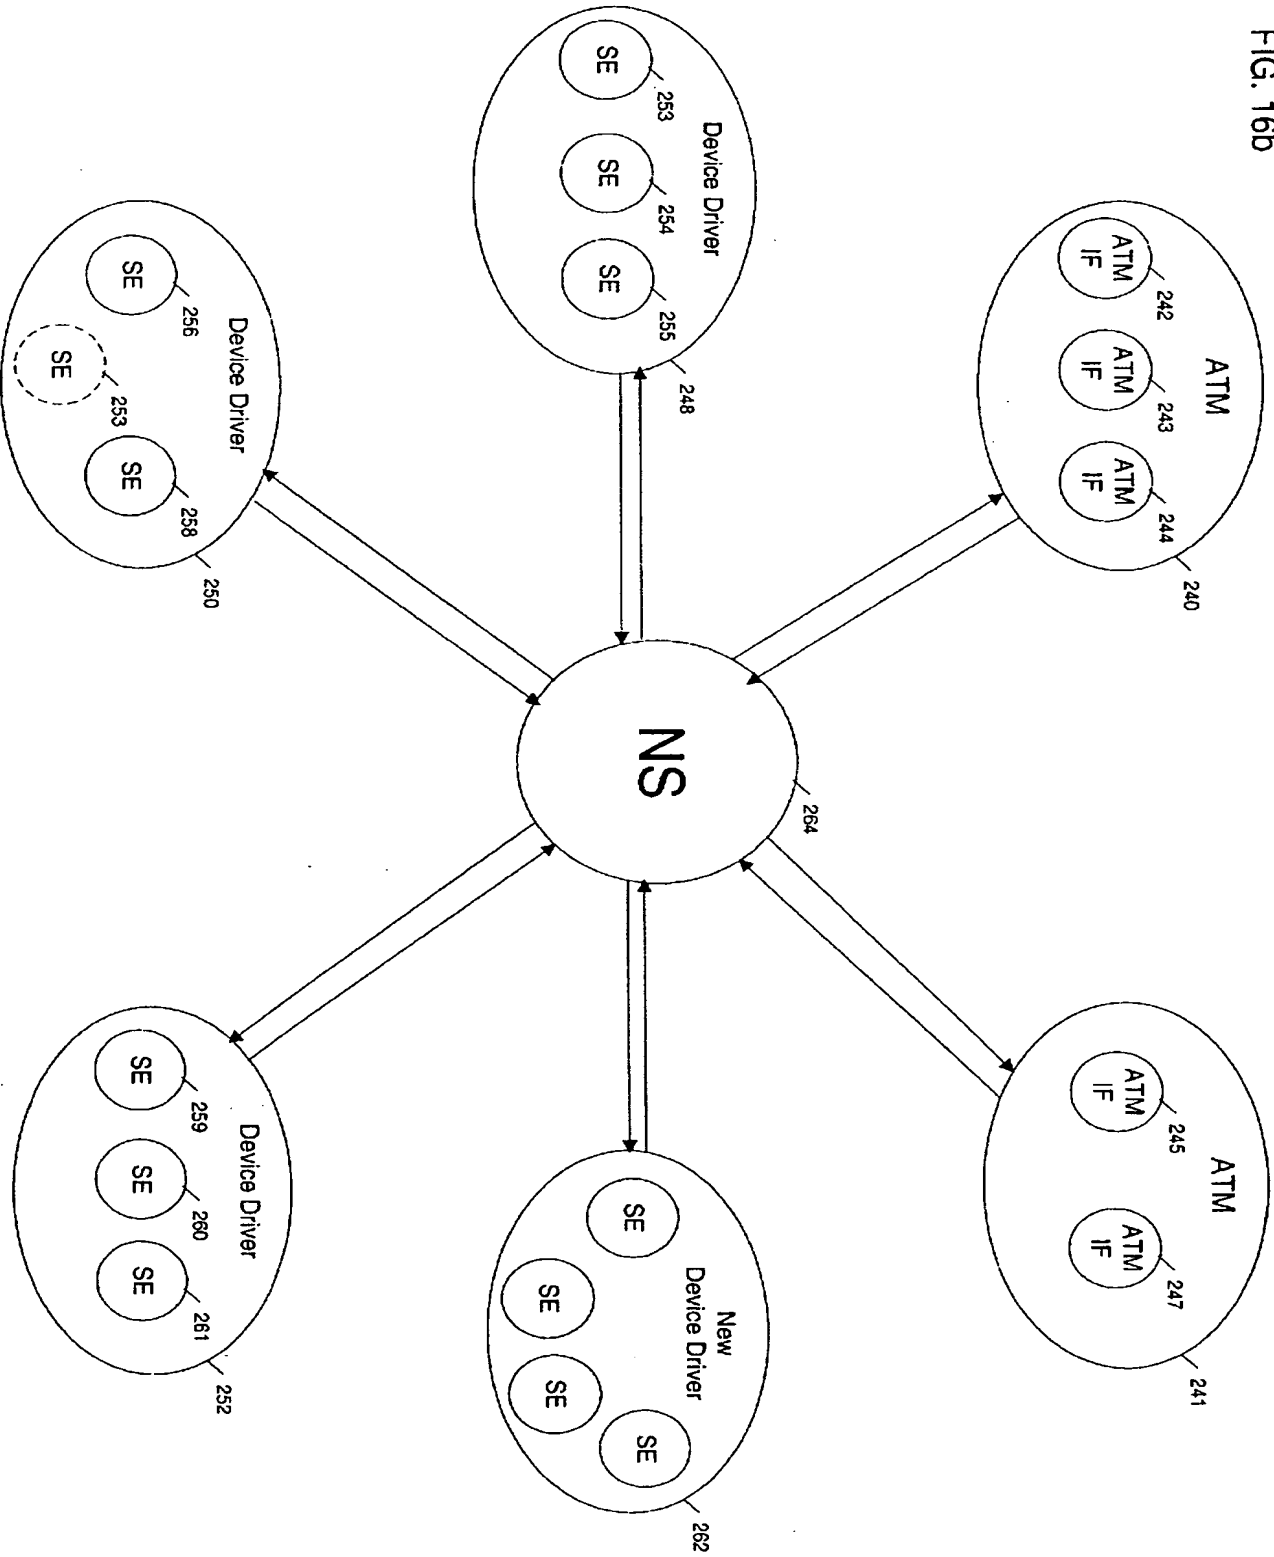 FIG. 16b
ATM
ATM
IF
242
ATM
IF
243
ATM
IF
244
240
ATM
ATM
IF
245
ATM
IF
247
241
Device Driver
SE
253
SE
254
SE
255
248
NS
264
New
Device Driver
SE
SE
SE
SE
262
Device Driver
SE
256
SE
253
SE
258
250
Device Driver
SE
259
SE
260
SE
261
252